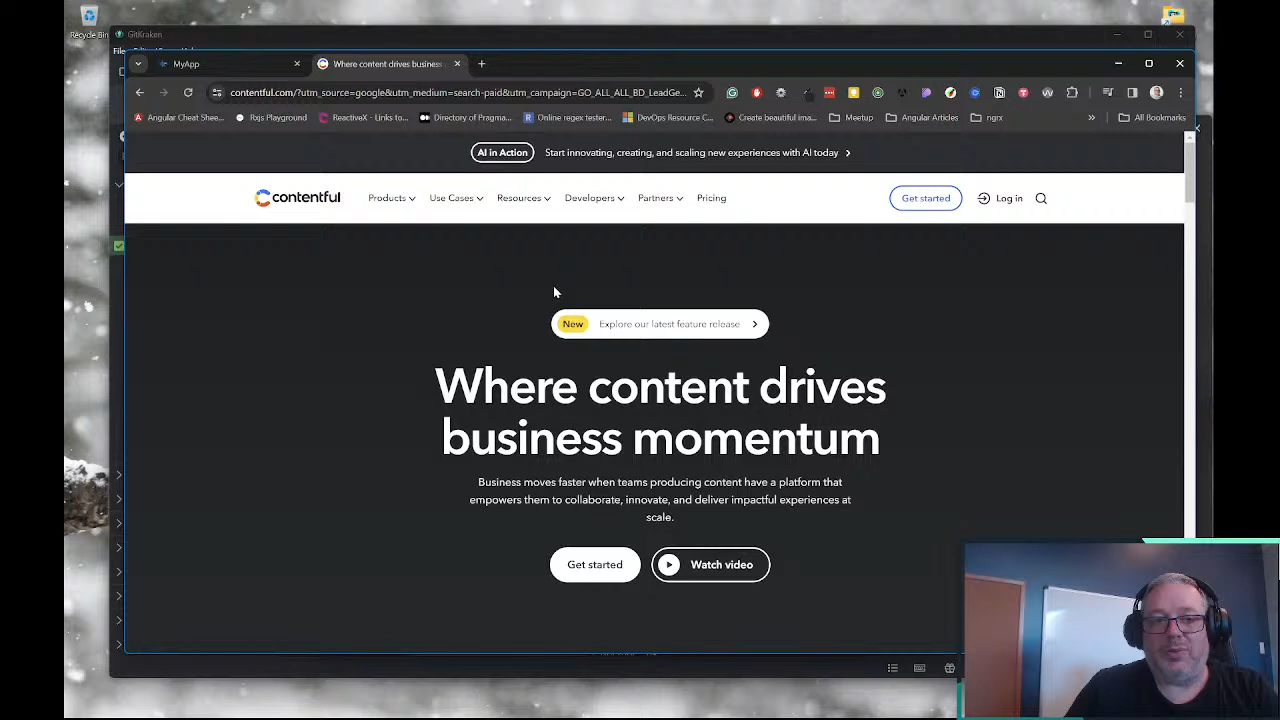 Recycle Bin
GitKraken
File
MyApp
Where content drives business
contentful.com/?utm_source=google&utm_medium=search-paid&utm_campaign=GO_ALL_ALL_BD_LeadGe...
Angular Cheat Shee...
Rxjs Playground
ReactiveX - Links to...
Directory of Pragma...
Online regex tester...
DevOps Resource C...
Create beautiful ima...
Meetup
Angular Articles
ngrx
»
All Bookmarks
AI in Action
Start innovating, creating, and scaling new experiences with AI today
contentful
Products
Use Cases
Resources
Developers
Partners
Pricing
Get started
Log in
New
Explore our latest feature release
Where content drives
business momentum
Business moves faster when teams producing content have a platform that
empowers them to collaborate, innovate, and deliver impactful experiences at
scale.
Get started
Watch video